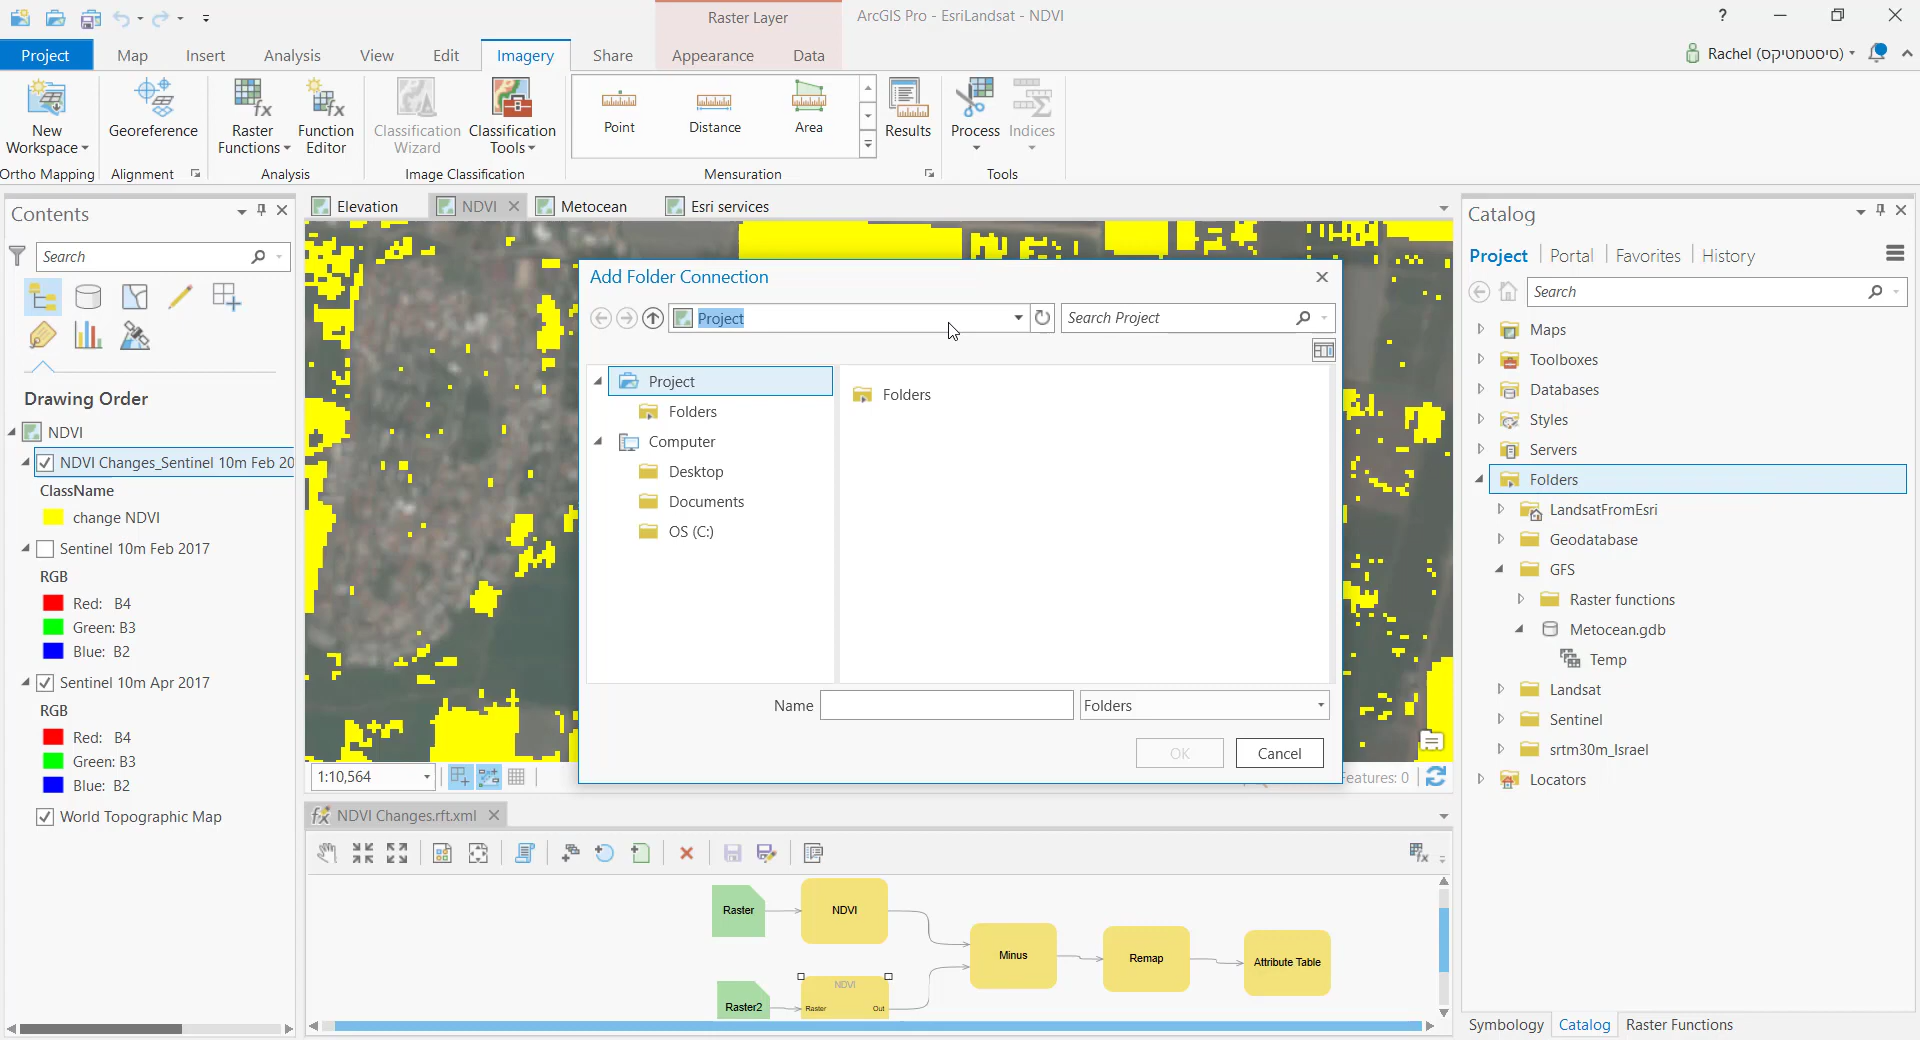 Raster Layer
ArcGIS Pro - EsriLandsat - NDVI
?
Project
Map
Insert
Analysis
View
Edit
Imagery
Share
Appearance
Data
Rachel (סיסטמטיקס)
New Workspace
Georeference
Raster Functions
Function Editor
Classification Wizard
Classification Tools
Point
Distance
Area
Results
Process
Indices
Ortho Mapping
Alignment
Analysis
Image Classification
Mensuration
Tools
Contents
Search
Drawing Order
NDVI
NDVI Changes_Sentinel 10m Feb 20
ClassName
change NDVI
Sentinel 10m Feb 2017
RGB
Red: B4
Green: B3
Blue: B2
Sentinel 10m Apr 2017
RGB
Red: B4
Green: B3
Blue: B2
World Topographic Map
Elevation
NDVI
Metocean
Esri services
Add Folder Connection
Project
Search Project
Project
Folders
Computer
Desktop
Documents
OS (C:)
Folders
Name
Folders
OK
Cancel
1:10,564
eatures: 0
NDVI Changes.rft.xml
Raster
NDVI
Minus
Remap
Attribute Table
Raster2
NDVI
Raster
Out
Catalog
Project
Portal
Favorites
History
Search
Maps
Toolboxes
Databases
Styles
Servers
Folders
LandsatFromEsri
Geodatabase
GFS
Raster functions
Metocean.gdb
Temp
Landsat
Sentinel
srtm30m_Israel
Locators
Symbology
Catalog
Raster Functions